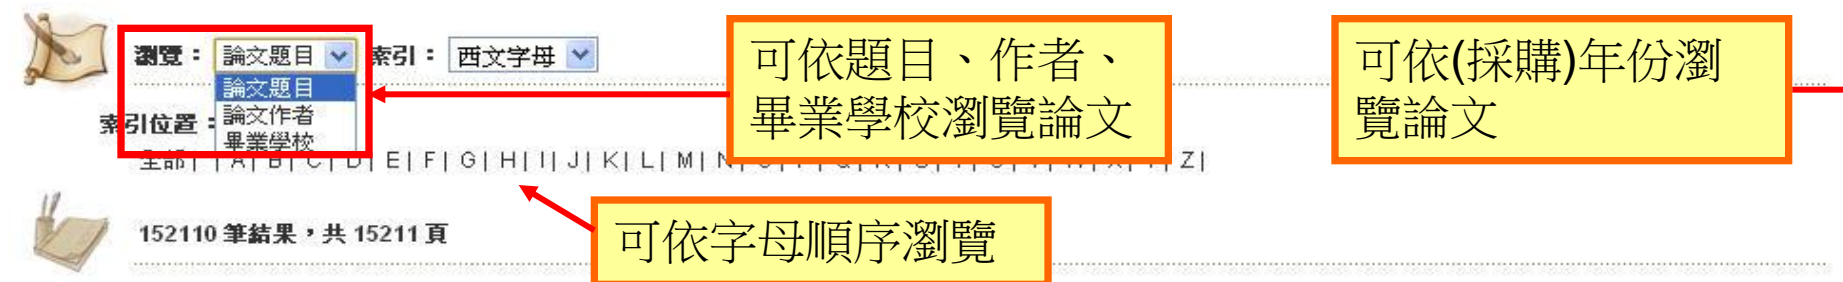 瀏覽： 論文題目 索引： 西文字母
論文題目
論文作者
畢業學校
索引位置：
全部| | A| B| C| D| E| F| G| H| I| J| K| L| M| N| Z|
152110 筆結果，共 15211 頁
可依題目、作者、
畢業學校瀏覽論文
可依(採購)年份瀏
覽論文
可依字母順序瀏覽